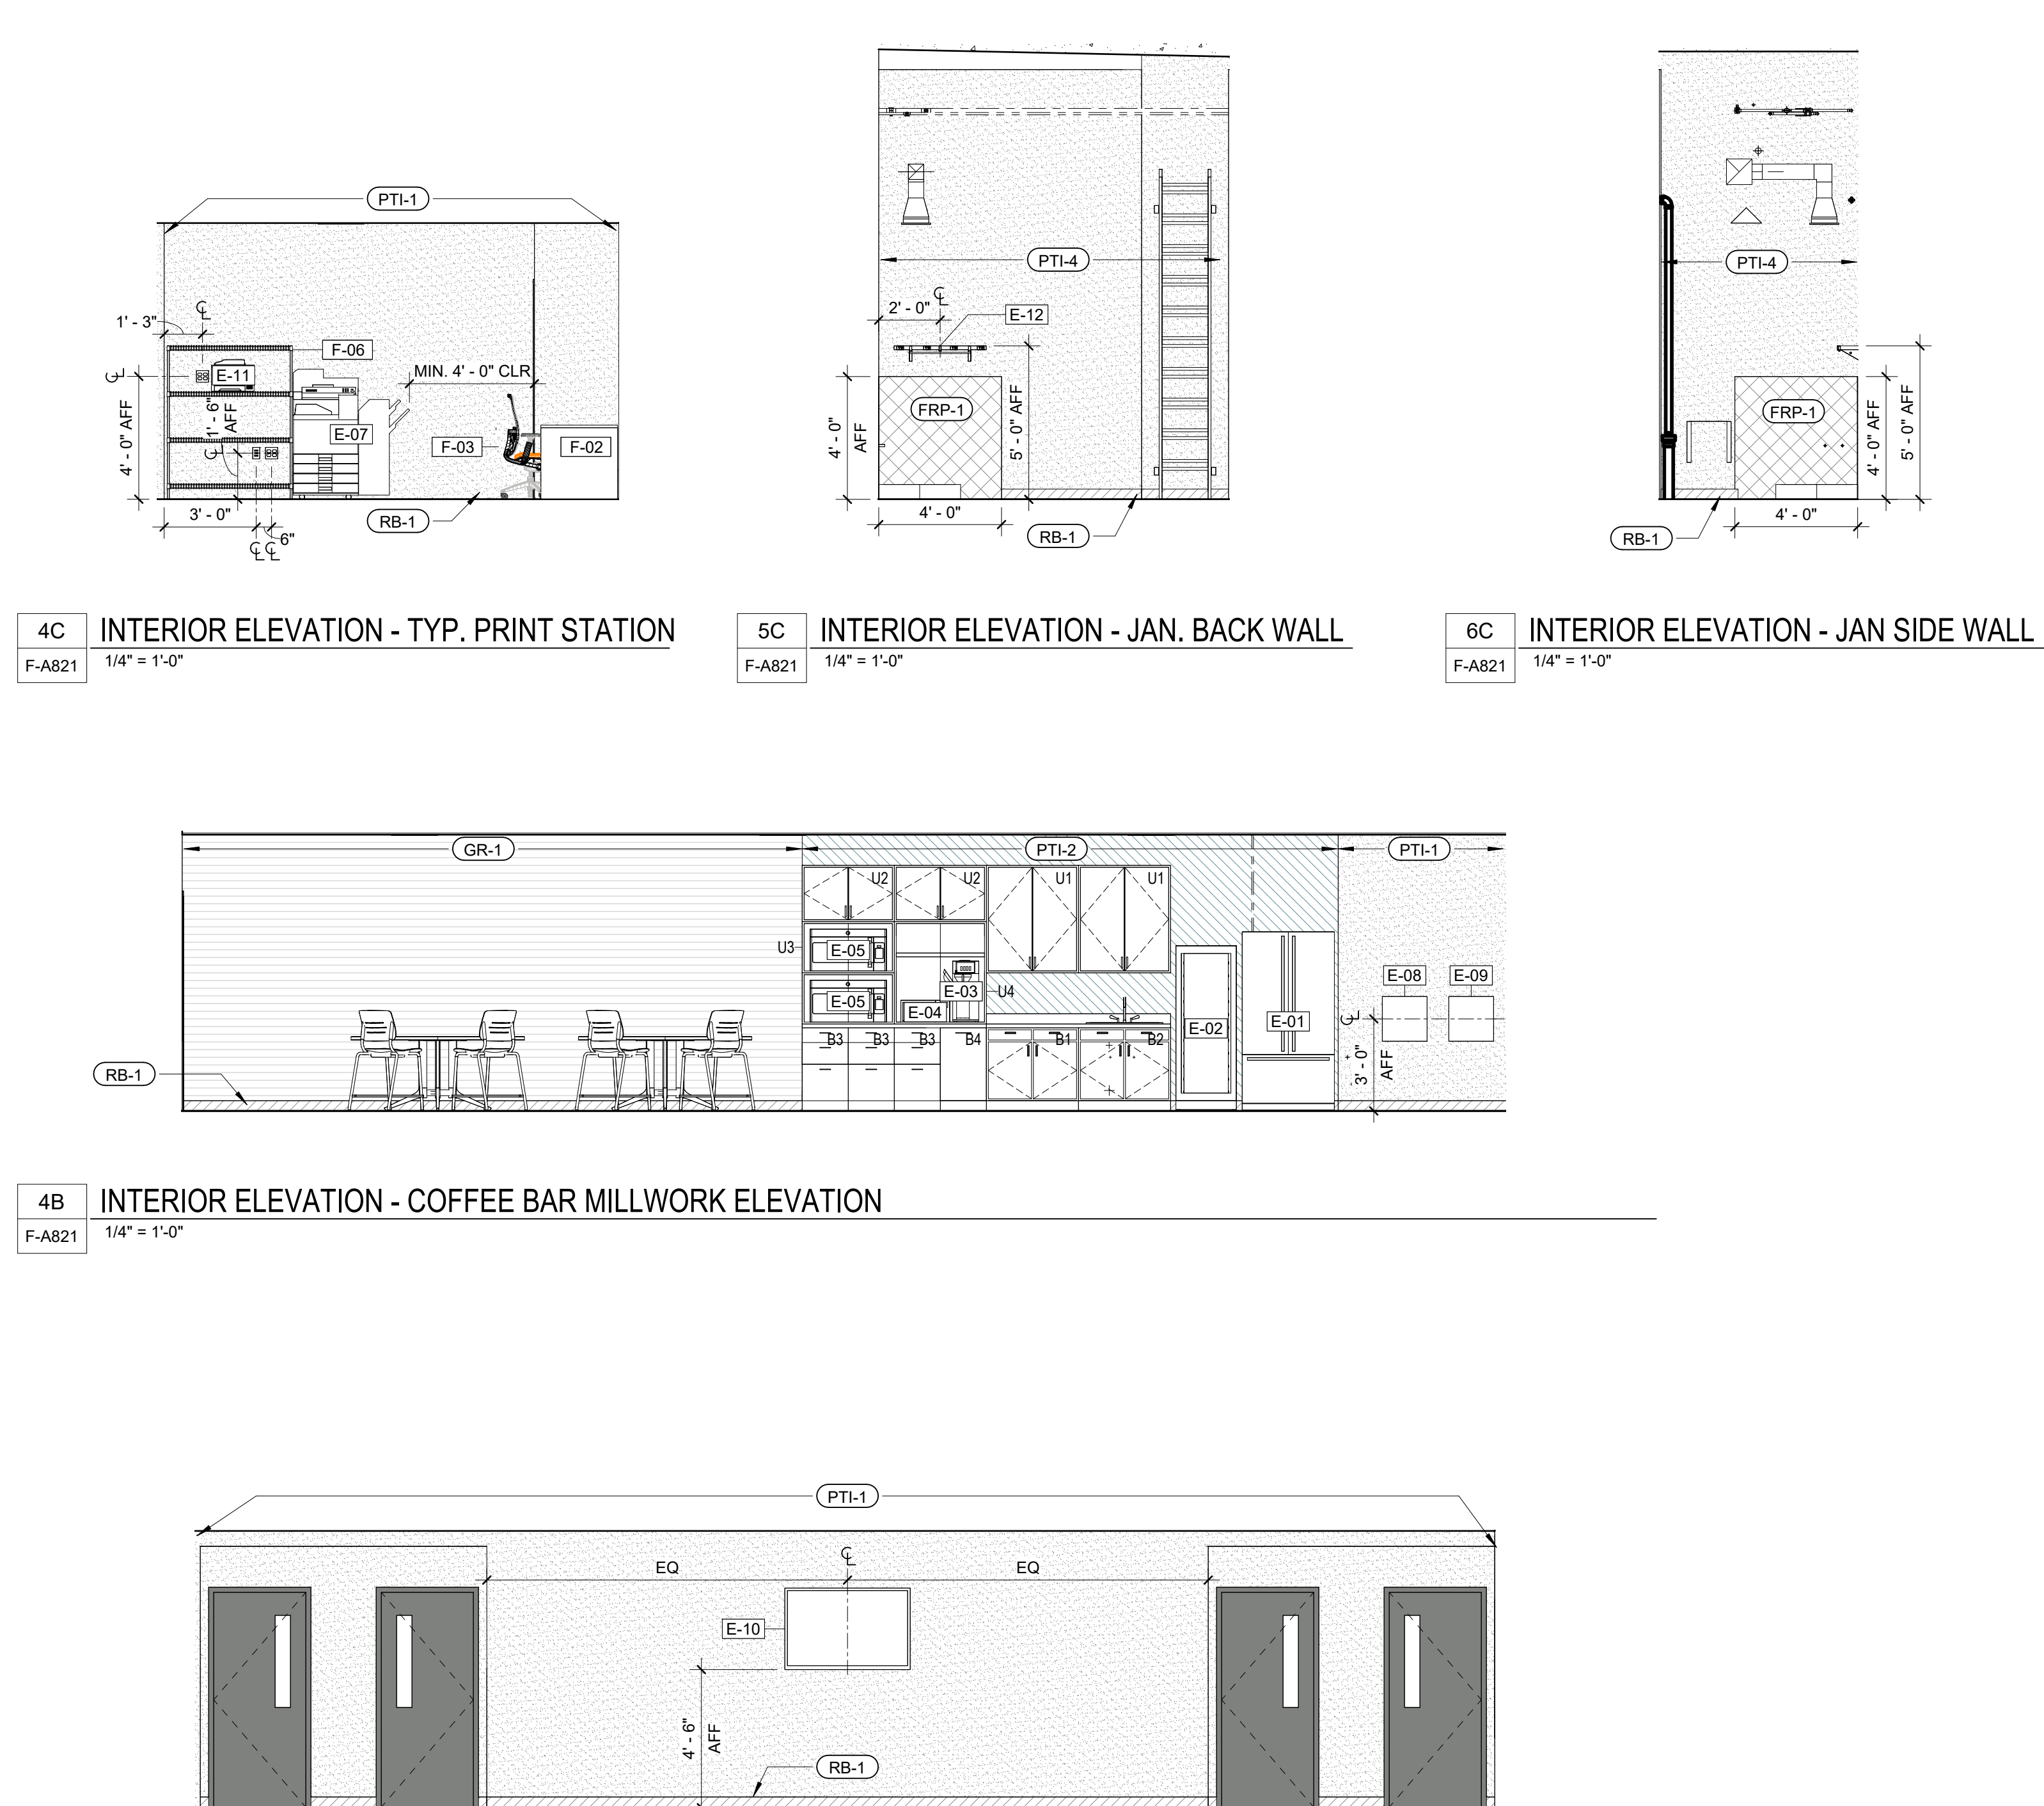 PTI-1
℄
1' - 3"
F-06
E-11
MIN. 4' - 0" CLR
℄
4' - 0" AFF
1' - 6"
AFF
℄
E-07
F-03
F-02
3' - 0"
6"
℄ ℄
RB-1
4C
F-A821
INTERIOR ELEVATION - TYP. PRINT STATION
1/4" = 1'-0"
PTI-4
℄
2' - 0"
E-12
FRP-1
4' - 0"
AFF
5' - 0" AFF
4' - 0"
RB-1
5C
F-A821
INTERIOR ELEVATION - JAN. BACK WALL
1/4" = 1'-0"
PTI-4
FRP-1
4' - 0" AFF
5' - 0" AFF
4' - 0"
RB-1
6C
F-A821
INTERIOR ELEVATION - JAN SIDE WALL
1/4" = 1'-0"
GR-1
PTI-2
PTI-1
U2
U2
U1
U1
U3
E-05
E-05
E-04
E-03
U4
E-02
E-01
E-08
E-09
℄
3' - 0"
AFF
B3
B3
B3
B4
B1
B2
RB-1
4B
F-A821
INTERIOR ELEVATION - COFFEE BAR MILLWORK ELEVATION
1/4" = 1'-0"
PTI-1
℄
EQ
EQ
E-10
4' - 6"
AFF
RB-1